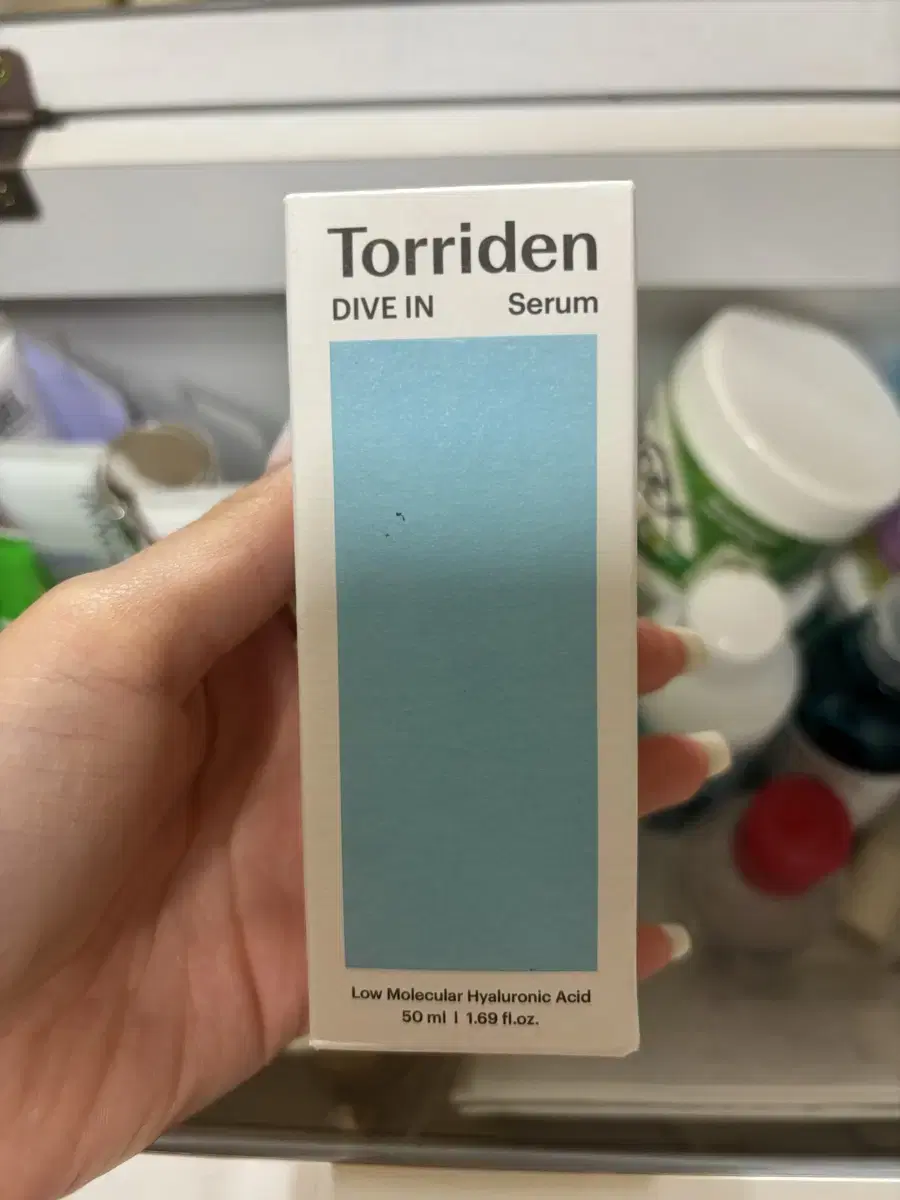 Torriden
DIVE IN Serum
Low Molecular Hyaluronic Acid
50 ml | 1.69 fl.oz.